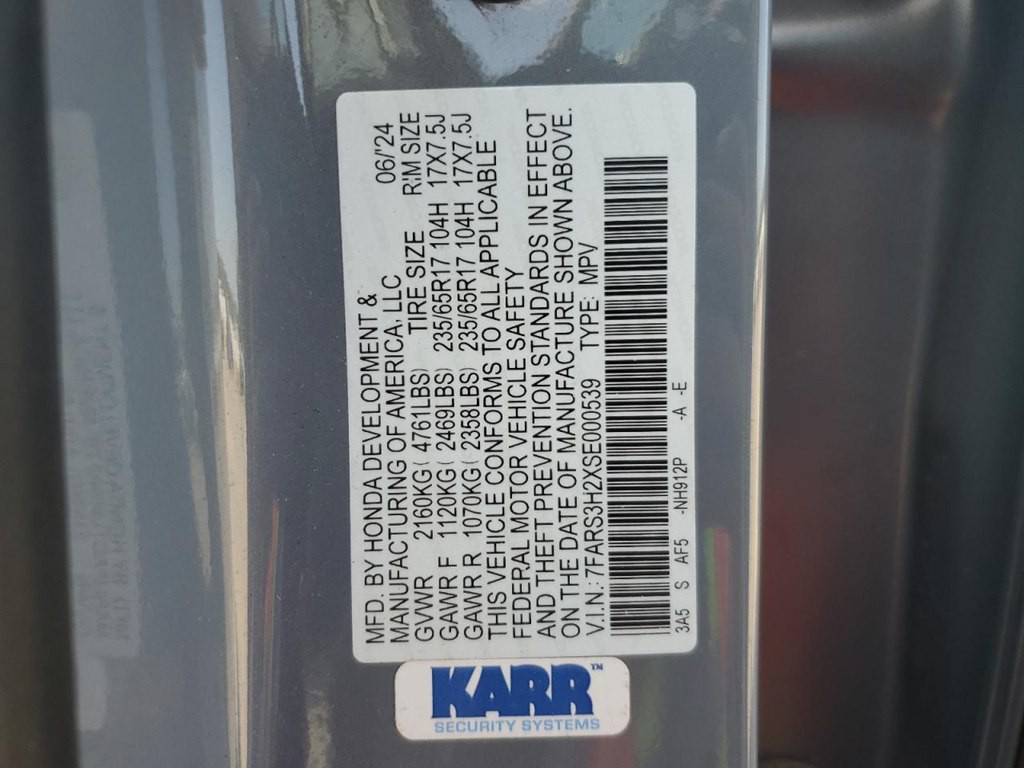 MFD. BY HONDA DEVELOPMENT &
MANUFACTURING OF AMERICA, LLC 06/'24
GVWR 2160KG( 4761LBS) TIRE SIZE RIM SIZE
GAWR F 1120KG( 2469LBS) 235/65R17 104H 17X7.5J
GAWR R 1070KG( 2358LBS) 235/65R17 104H 17X7.5J
THIS VEHICLE CONFORMS TO ALL APPLICABLE
FEDERAL MOTOR VEHICLE SAFETY
AND THEFT PREVENTION STANDARDS IN EFFECT
ON THE DATE OF MANUFACTURE SHOWN ABOVE.
V.I.N.: 7FARS3H2XSE000539 TYPE: MPV
3A5 S AF5 -NH912P -A -E
KARR™
SECURITY SYSTEMS